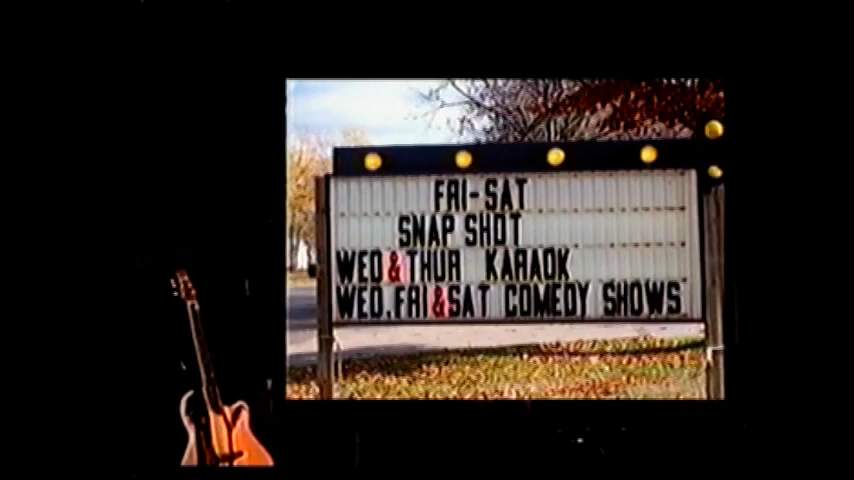 FRI-SAT
SNAP SHOT
WED & THUR KARAOK
WED, FRI & SAT COMEDY SHOWS